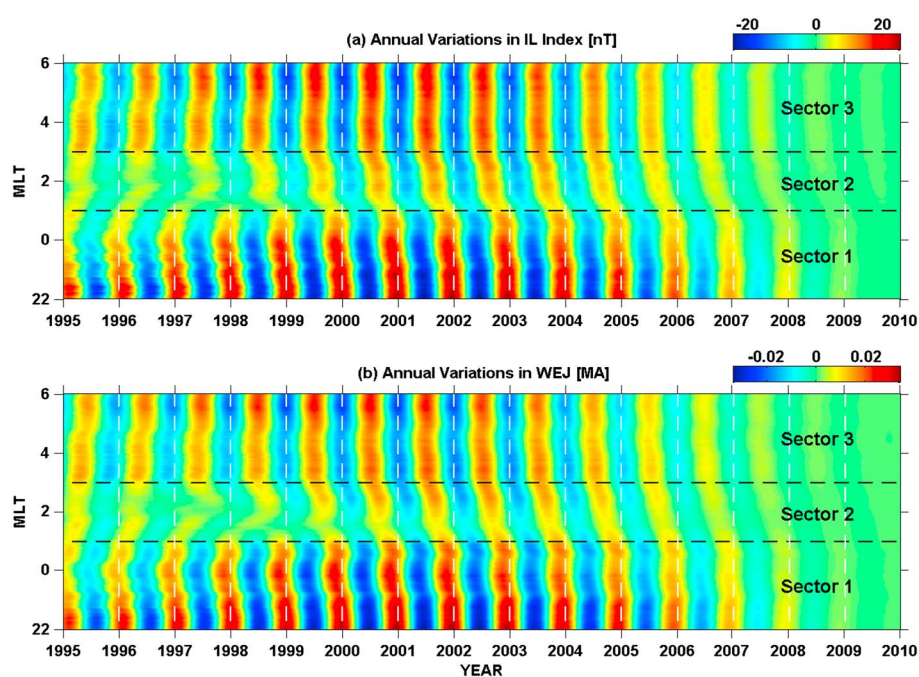 (a) Annual Variations in IL Index [nT]
-20 0 20
6
4
2
0
22
MLT
Sector 3
Sector 2
Sector 1
1995 1996 1997 1998 1999 2000 2001 2002 2003 2004 2005 2006 2007 2008 2009 2010
(b) Annual Variations in WEJ [MA]
-0.02 0 0.02
6
4
2
0
22
MLT
Sector 3
Sector 2
Sector 1
1995 1996 1997 1998 1999 2000 2001 2002 2003 2004 2005 2006 2007 2008 2009 2010
YEAR